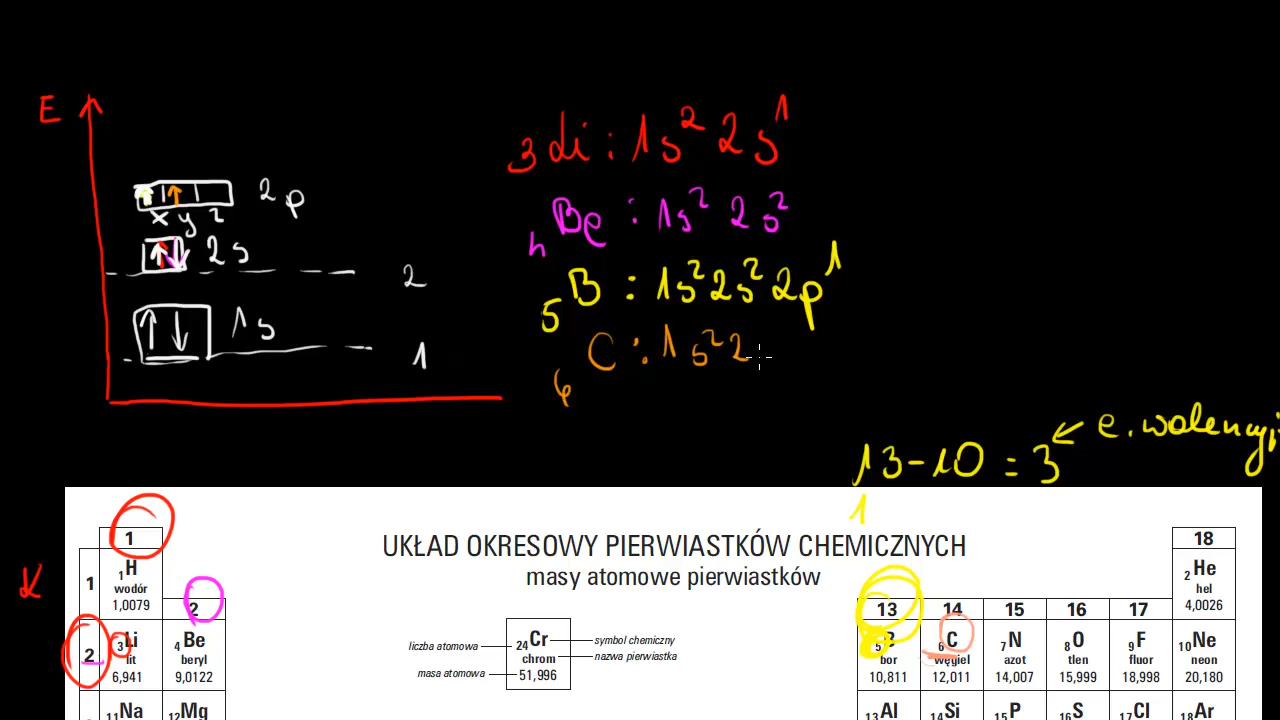 E
2p
x y z
2s
2
1s
1
3Li : 1s² 2s¹
4Be : 1s² 2s²
5B : 1s² 2s² 2p¹
6C : 1s² 2
13-10 = 3 ← e. walencyj
1
K
UKŁAD OKRESOWY PIERWIASTKÓW CHEMICZNYCH
masy atomowe pierwiastków
1
18
1
1H
wodór
1,0079
2He
hel
4,0026
2
13 14 15 16 17
2
3Li
lit
6,941
4Be
beryl
9,0122
liczba atomowa
masa atomowa
24Cr
chrom
51,996
symbol chemiczny
nazwa pierwiastka
5B
bor
10,811
6C
węgiel
12,011
7N
azot
14,007
8O
tlen
15,999
9F
fluor
18,998
10Ne
neon
20,180
11Na 12Mg
13Al 14Si 15P 16S 17Cl 18Ar